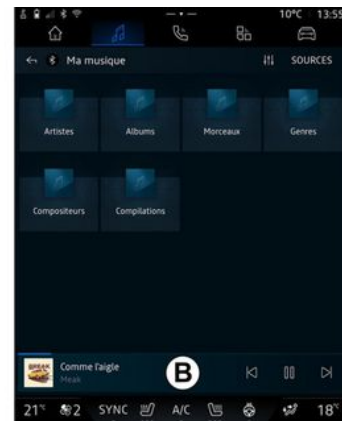 10°C 13:55
Ma musique SOURCES
Artistes Albums Morceaux Genres
Compositeurs Compilations
BREAK Comme l'aigle
Meak
B
21° 2 SYNC A/C 18°